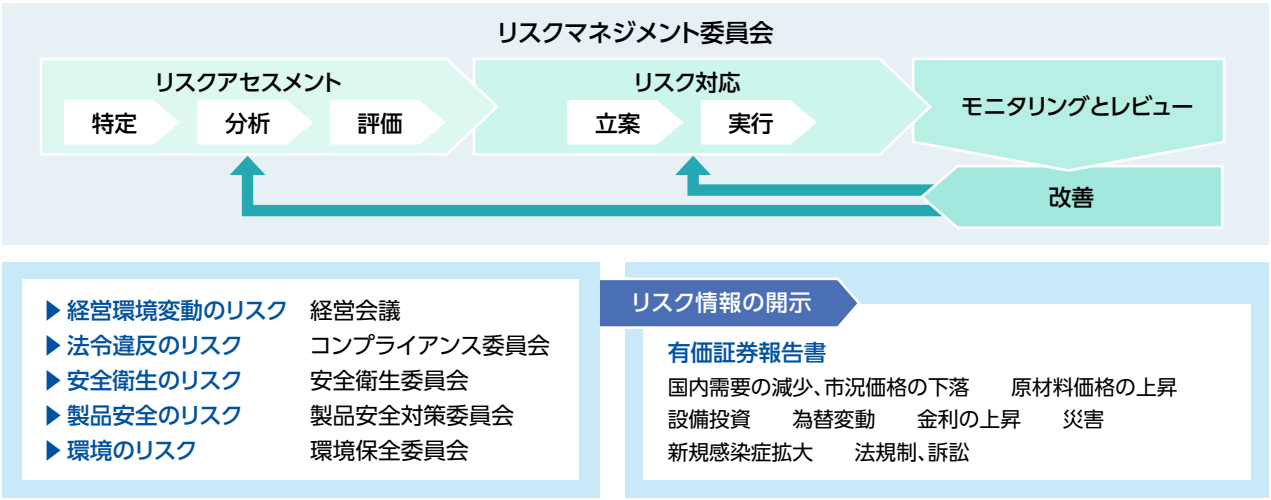 リスクマネジメント委員会
リスクアセスメント
特定 分析 評価
リスク対応
立案 実行
モニタリングとレビュー
改善
▶経営環境変動のリスク 経営会議
▶法令違反のリスク コンプライアンス委員会
▶安全衛生のリスク 安全衛生委員会
▶製品安全のリスク 製品安全対策委員会
▶環境のリスク 環境保全委員会
リスク情報の開示
有価証券報告書
国内需要の減少、市況価格の下落 原材料価格の上昇
設備投資 為替変動 金利の上昇 災害
新規感染症拡大 法規制、訴訟